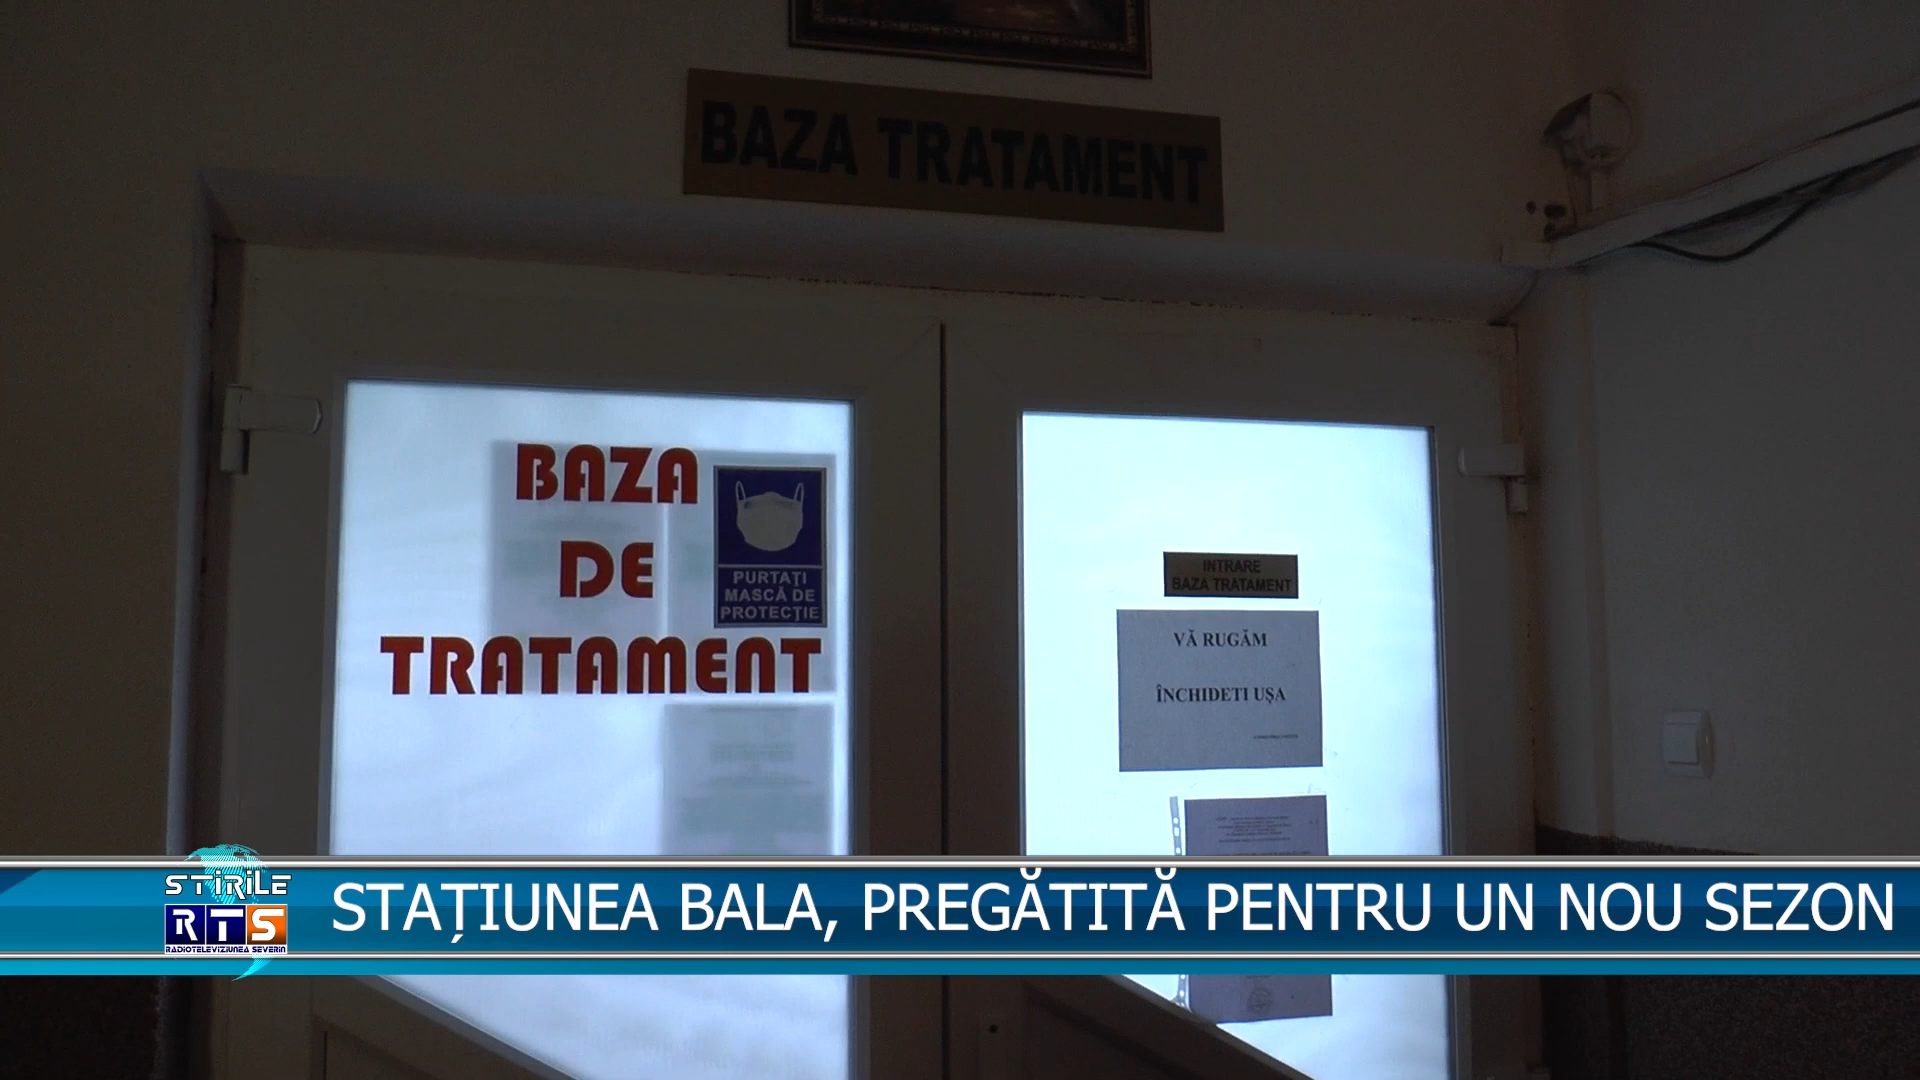 BAZA TRATAMENT
BAZA
DE
TRATAMENT
PURTAȚI
MASCĂ DE
PROTECȚIE
INTRARE
BAZA TRATAMENT
VĂ RUGĂM
ÎNCHIDETI UȘA
STIRILE
RTS
RADIOTELEVIZIUNEA SEVERIN
STAȚIUNEA BALA, PREGĂTITĂ PENTRU UN NOU SEZON